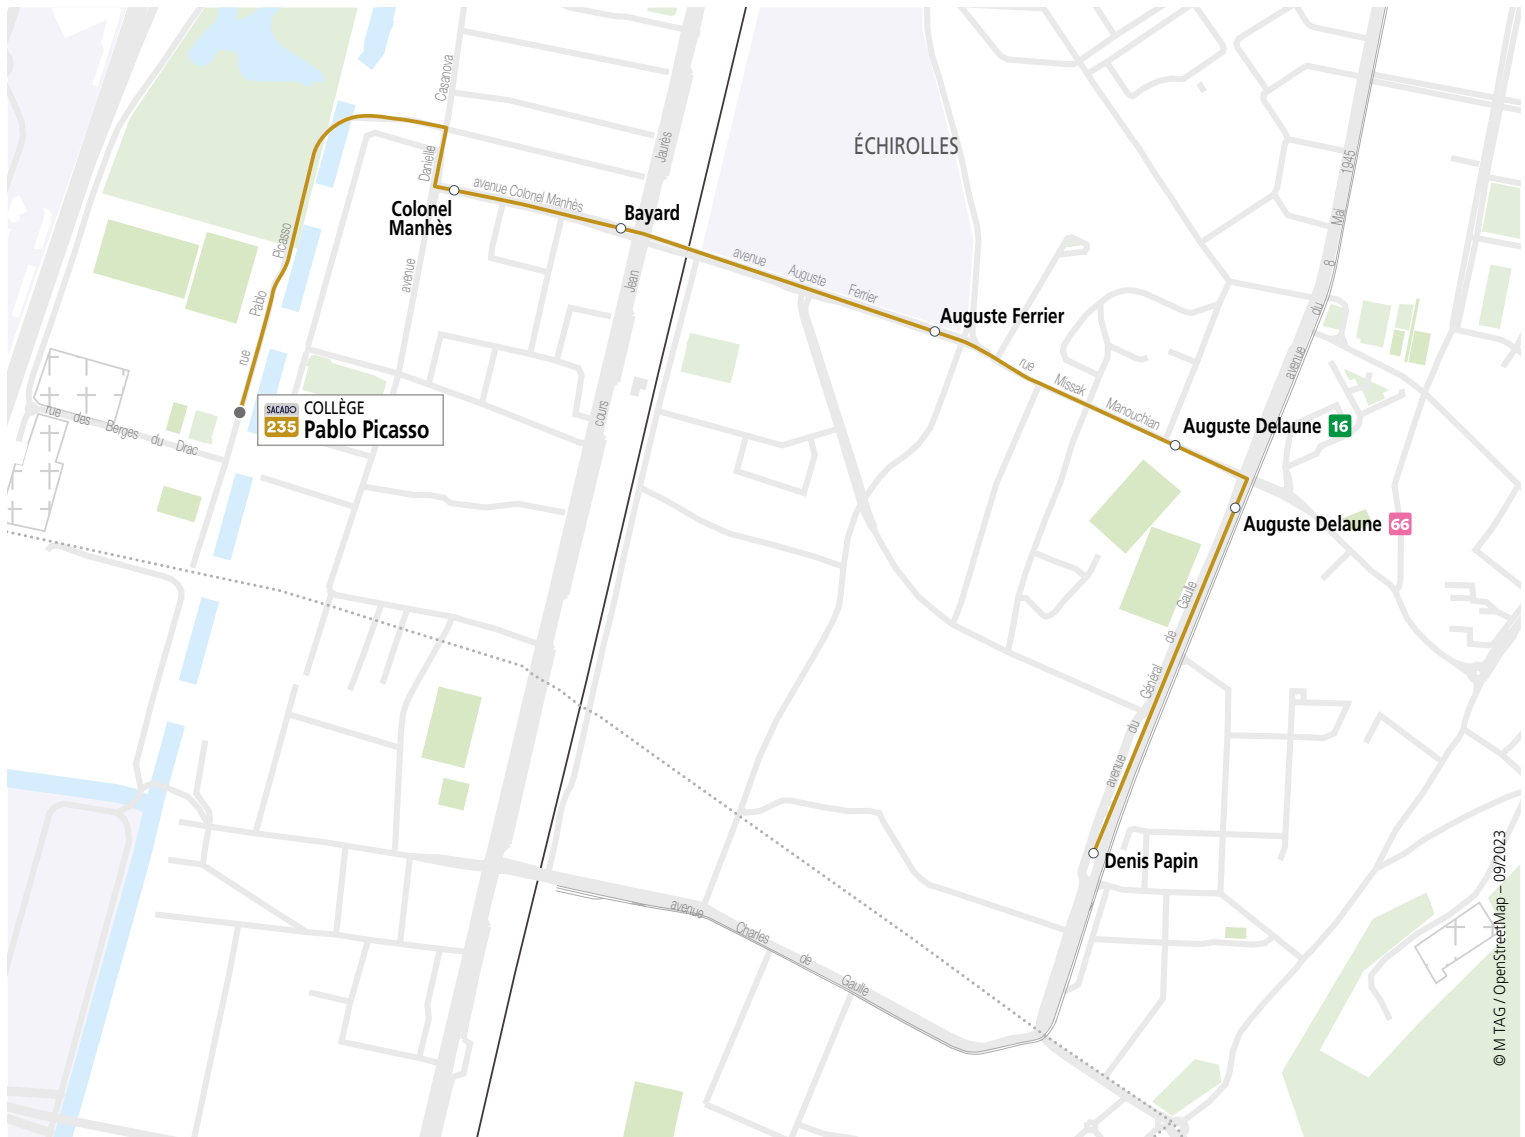 Casanova
Danielle
avenue
ÉCHIROLLES
Jaurès
Jean
cours
avenue Colonel Manhès
Colonel
Manhès
Bayard
avenue Auguste Ferrier
Auguste Ferrier
rue Missak Manouchian
Auguste Delaune 16
Auguste Delaune 66
avenue du 8 Mai 1945
rue Pablo Picasso
SACADO
235
COLLÈGE
Pablo Picasso
rue des Berges du Drac
avenue du Général de Gaulle
Denis Papin
avenue Charles de Gaulle
© M TAG / OpenStreetMap – 09/2023